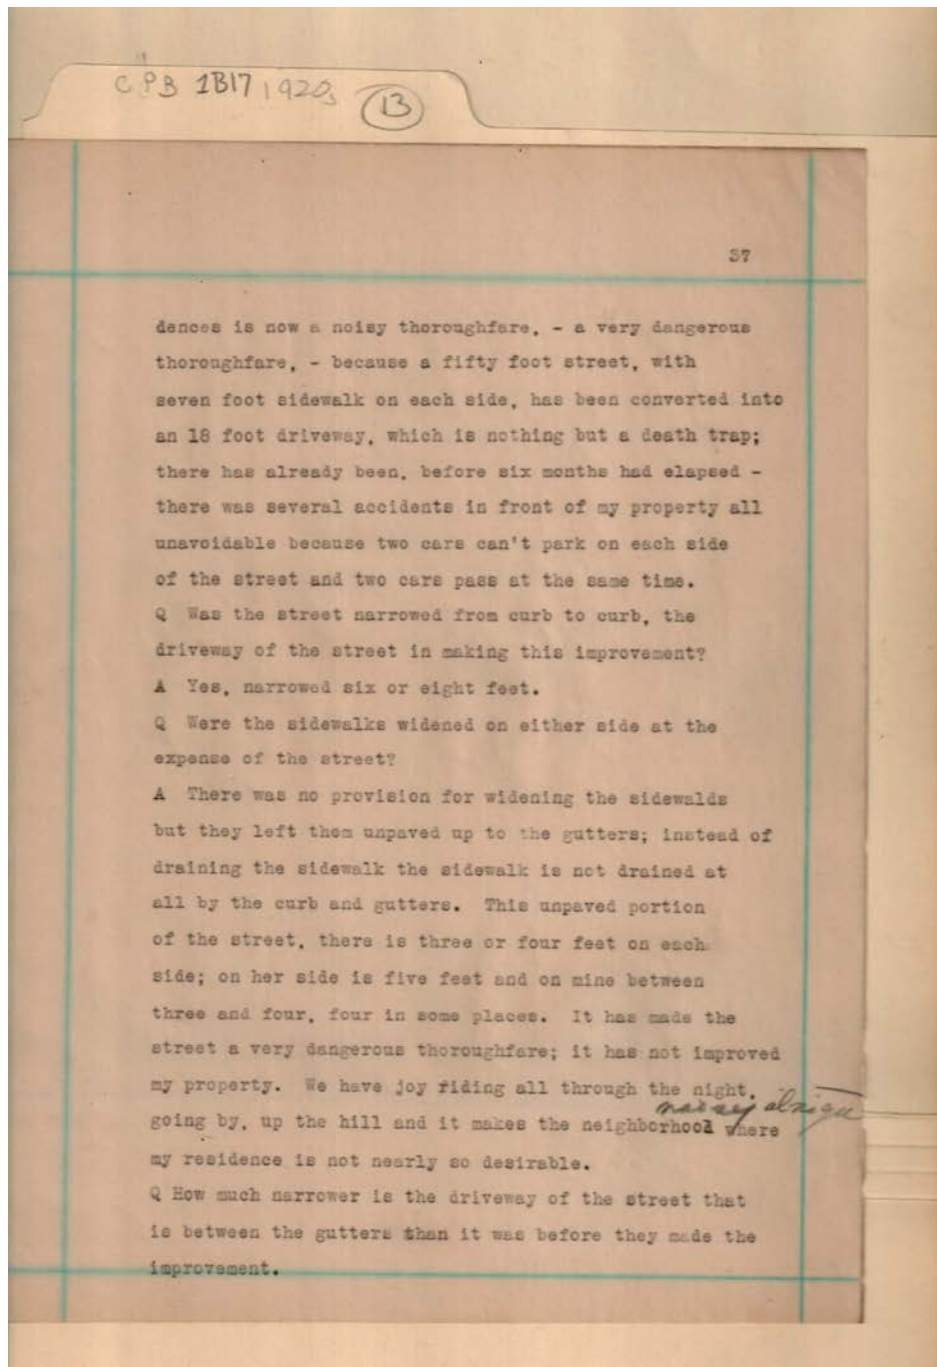 CPB 1B17 1920s
13
37
dences is now a noisy thoroughfare, - a very dangerous
thoroughfare, - because a fifty foot street, with
seven foot sidewalk on each side, has been converted into
an 18 foot driveway, which is nothing but a death trap;
there has already been, before six months had elapsed -
there was several accidents in front of my property all
unavoidable because two cars can't park on each side
of the street and two cars pass at the same time.
Q Was the street narrowed from curb to curb, the
driveway of the street in making this improvement?
A Yes, narrowed six or eight feet.
Q Were the sidewalks widened on either side at the
expense of the street?
A There was no provision for widening the sidewalds
but they left them unpaved up to the gutters; instead of
draining the sidewalk the sidewalk is not drained at
all by the curb and gutters. This unpaved portion
of the street, there is three or four feet on each
side; on her side is five feet and on mine between
three and four, four in some places. It has made the
street a very dangerous thoroughfare; it has not improved
my property. We have joy riding all through the night,
going by, up the hill and it makes the neighborhood where
my residence is not nearly so desirable.
Q How much narrower is the driveway of the street that
is between the gutters than it was before they made the
improvement.